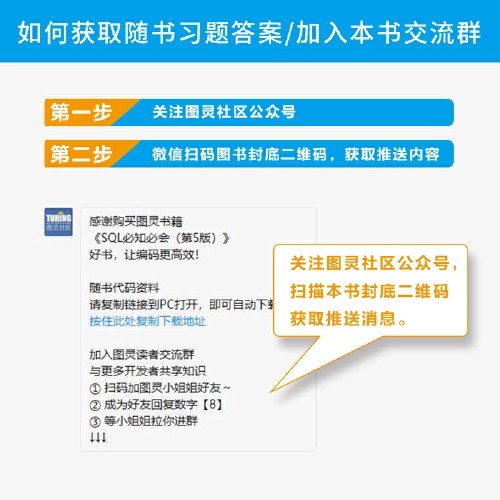 如何获取随书习题答案/加入本书交流群
第一步 关注图灵社区公众号
第二步 微信扫码图书封底二维码，获取推送内容
TURING
图灵社区
感谢购买图灵书籍
《SQL必知必会（第5版）》
好书，让编码更高效！
随书代码资料
请复制链接到PC打开，即可自动下载
按住此处复制下载地址
加入图灵读者交流群
与更多开发者共享知识
① 扫码加图灵小姐姐好友～
② 成为好友回复数字【8】
③ 等小姐姐拉你进群
↓↓↓
关注图灵社区公众号，
扫描本书封底二维码
获取推送消息。